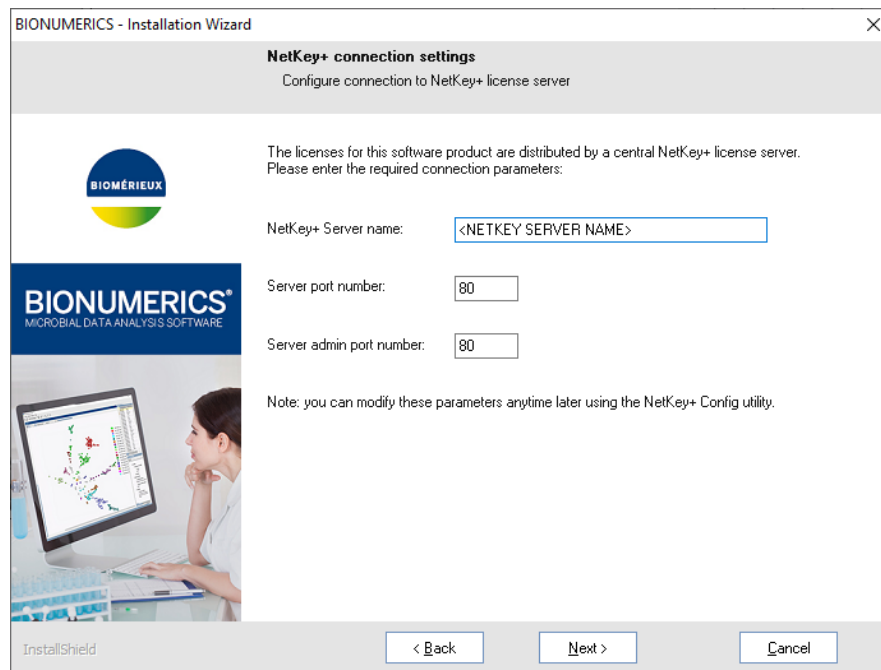 BIONUMERICS - Installation Wizard
NetKey+ connection settings
Configure connection to NetKey+ license server
BIOMÉRIEUX
The licenses for this software product are distributed by a central NetKey+ license server.
Please enter the required connection parameters:
NetKey+ Server name:
<NETKEY SERVER NAME>
BIONUMERICS®
MICROBIAL DATA ANALYSIS SOFTWARE
Server port number:
80
Server admin port number:
80
Note: you can modify these parameters anytime later using the NetKey+ Config utility.
InstallShield
< Back
Next >
Cancel